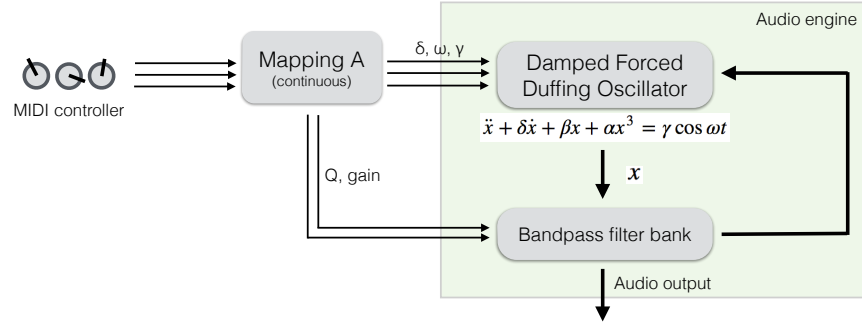 Audio engine
MIDI controller
Mapping A
(continuous)
δ, ω, γ
Damped Forced
Duffing Oscillator
ẍ + δẋ + βx + αx³ = γ cos ωt
x
Q, gain
Bandpass filter bank
Audio output